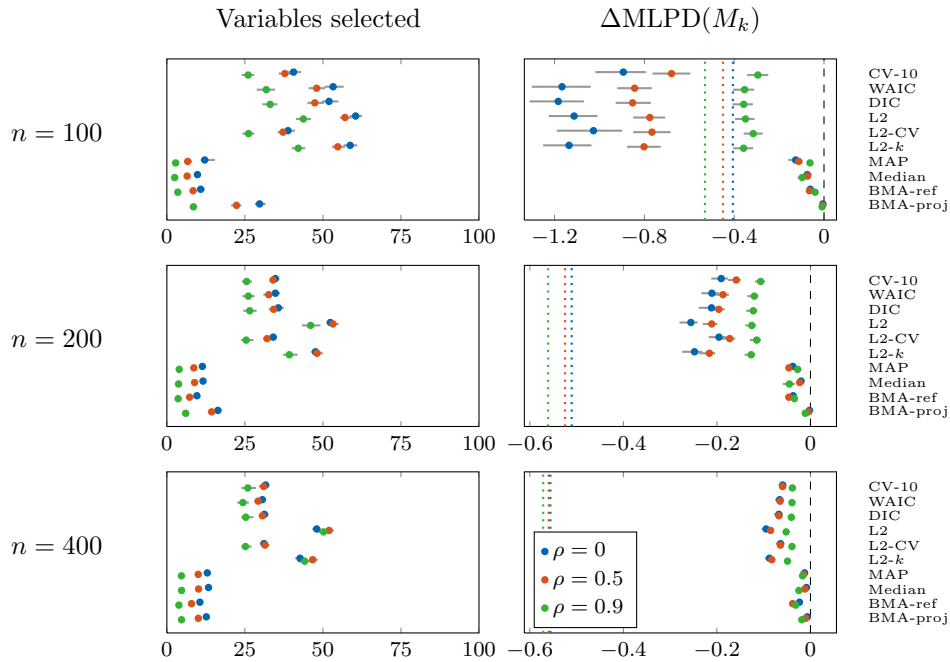 Variables selected
ΔMLPD(M_k)
n = 100
CV-10
WAIC
DIC
L2
L2-CV
L2-k
MAP
Median
BMA-ref
BMA-proj
0 25 50 75 100
−1.2 −0.8 −0.4 0
n = 200
CV-10
WAIC
DIC
L2
L2-CV
L2-k
MAP
Median
BMA-ref
BMA-proj
0 25 50 75 100
−0.6 −0.4 −0.2 0
n = 400
ρ = 0
ρ = 0.5
ρ = 0.9
CV-10
WAIC
DIC
L2
L2-CV
L2-k
MAP
Median
BMA-ref
BMA-proj
0 25 50 75 100
−0.6 −0.4 −0.2 0